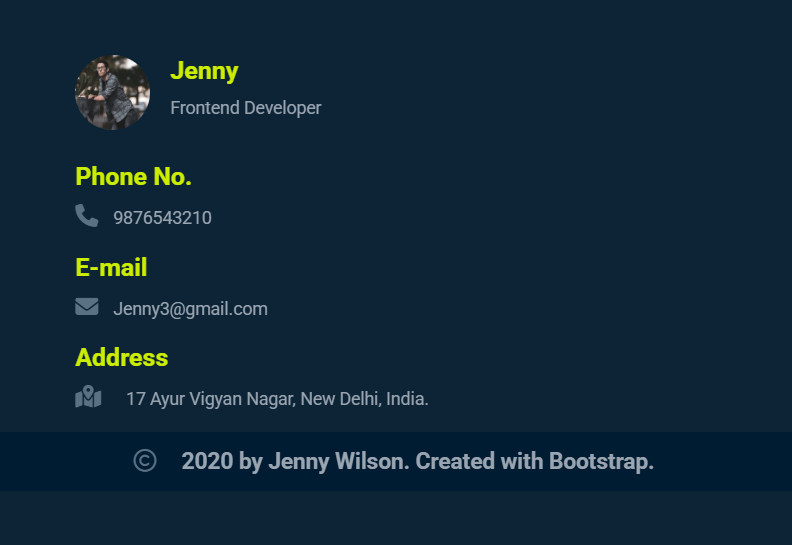 Jenny
Frontend Developer
Phone No.
9876543210
E-mail
Jenny3@gmail.com
Address
17 Ayur Vigyan Nagar, New Delhi, India.
© 2020 by Jenny Wilson. Created with Bootstrap.